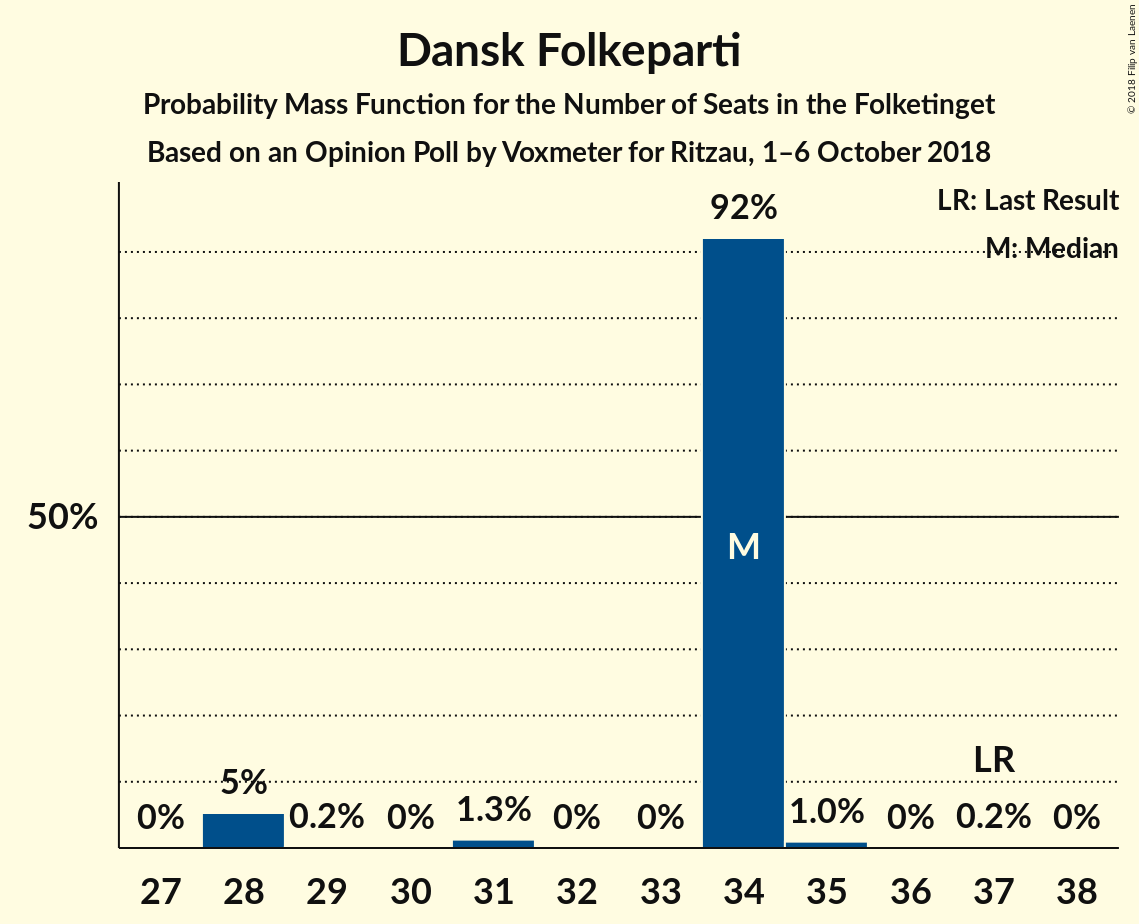 Dansk Folkeparti
Probability Mass Function for the Number of Seats in the Folketinget
Based on an Opinion Poll by Voxmeter for Ritzau, 1–6 October 2018
© 2018 Filip van Laenen
LR: Last Result
M: Median
92%
50%
M
LR
0% 5% 0.2% 0% 1.3% 0% 0% 1.0% 0% 0.2% 0%
27 28 29 30 31 32 33 34 35 36 37 38